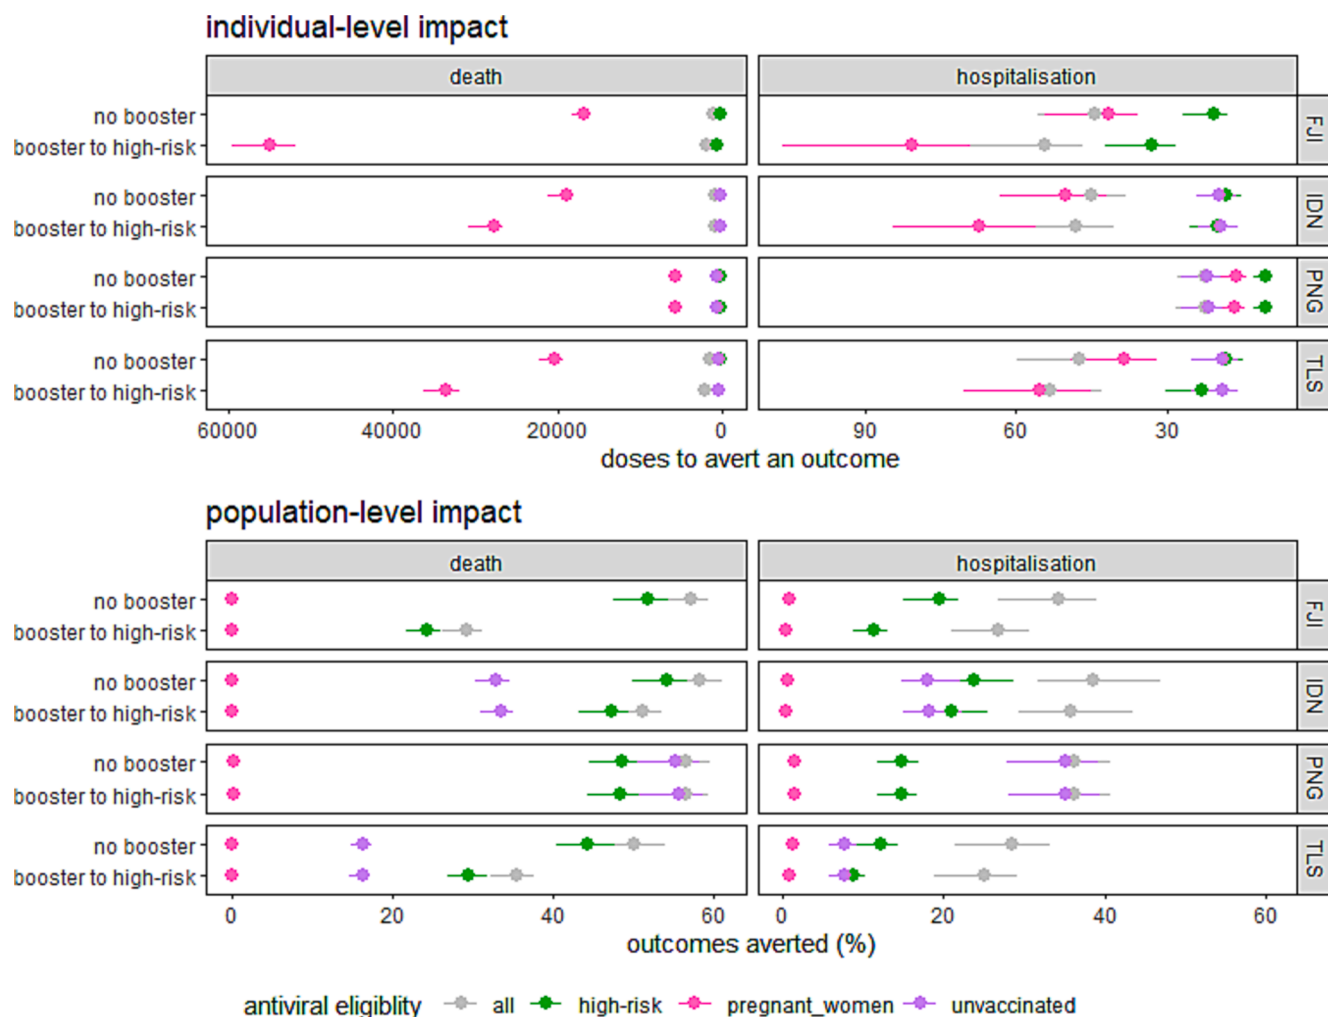 individual-level impact
death hospitalisation
no booster
booster to high-risk
FJI
no booster
booster to high-risk
IDN
no booster
booster to high-risk
PNG
no booster
booster to high-risk
TLS
60000 40000 20000 0 90 60 30
doses to avert an outcome
population-level impact
death hospitalisation
no booster
booster to high-risk
FJI
no booster
booster to high-risk
IDN
no booster
booster to high-risk
PNG
no booster
booster to high-risk
TLS
0 20 40 60 0 20 40 60
outcomes averted (%)
antiviral eligiblity all high-risk pregnant_women unvaccinated